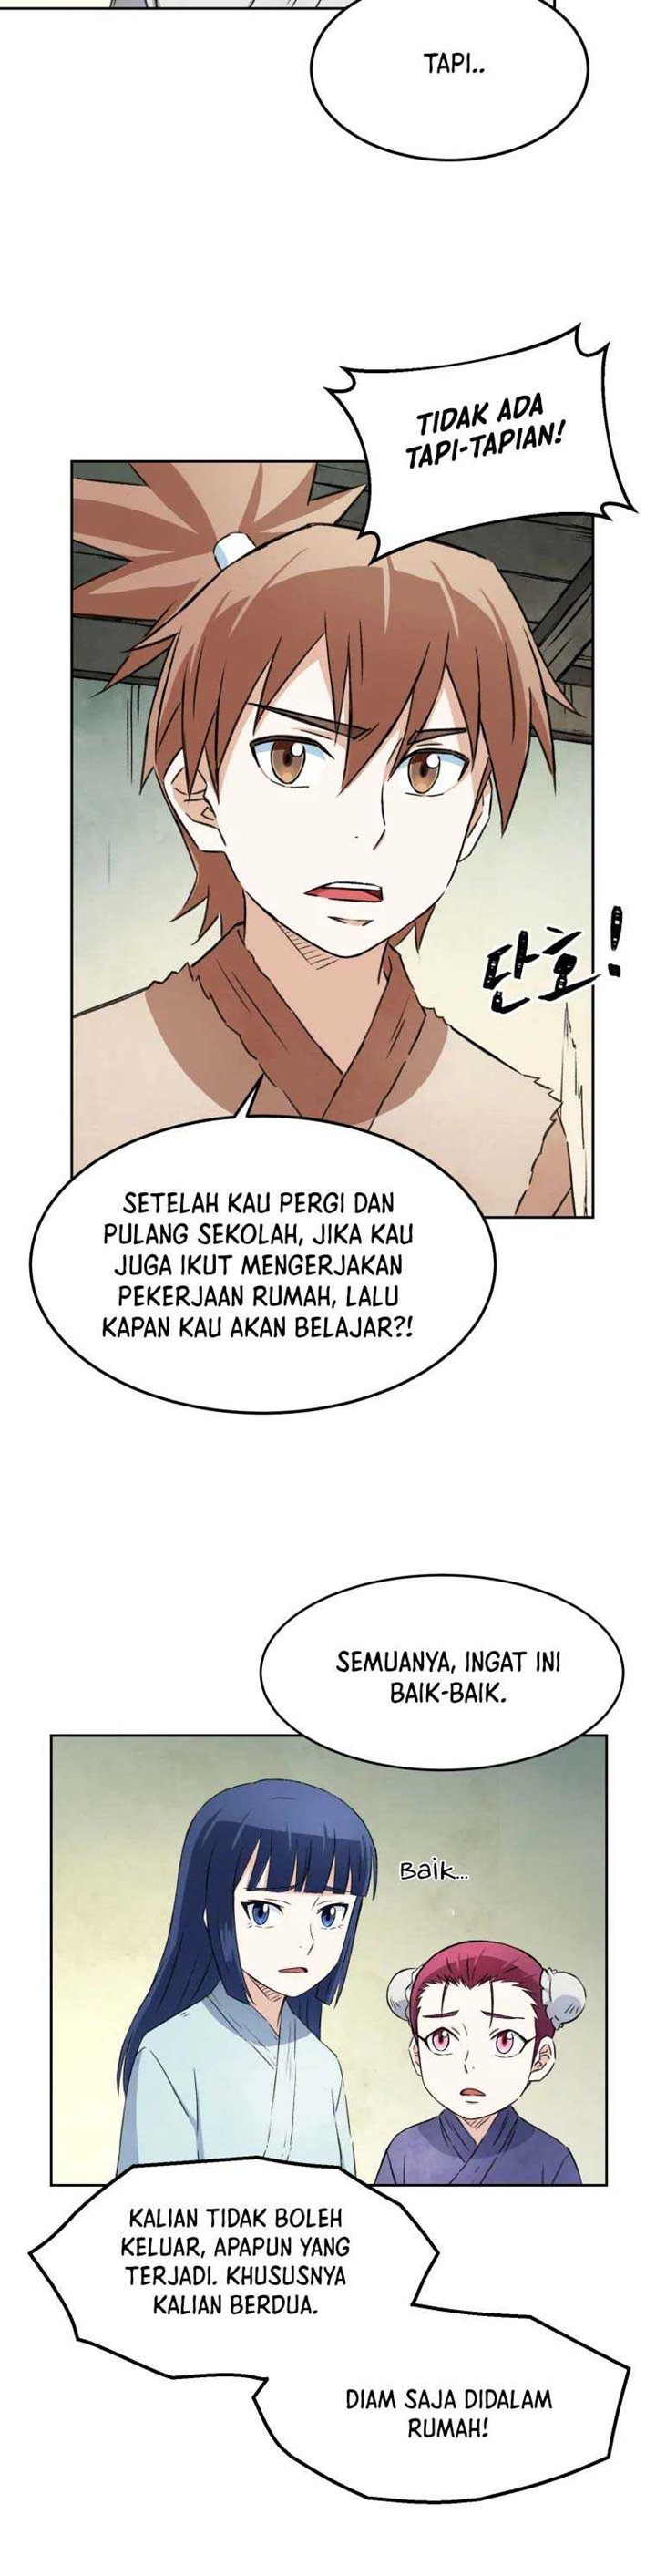 TAPI..
TIDAK ADA
TAPI-TAPIAN!
단호!
SETELAH KAU PERGI DAN
PULANG SEKOLAH, JIKA KAU
JUGA IKUT MENGERJAKAN
PEKERJAAN RUMAH, LALU
KAPAN KAU AKAN BELAJAR?!
SEMUANYA, INGAT INI
BAIK-BAIK.
Baik...
KALIAN TIDAK BOLEH
KELUAR, APAPUN YANG
TERJADI. KHUSUSNYA
KALIAN BERDUA.
DIAM SAJA DIDALAM
RUMAH!